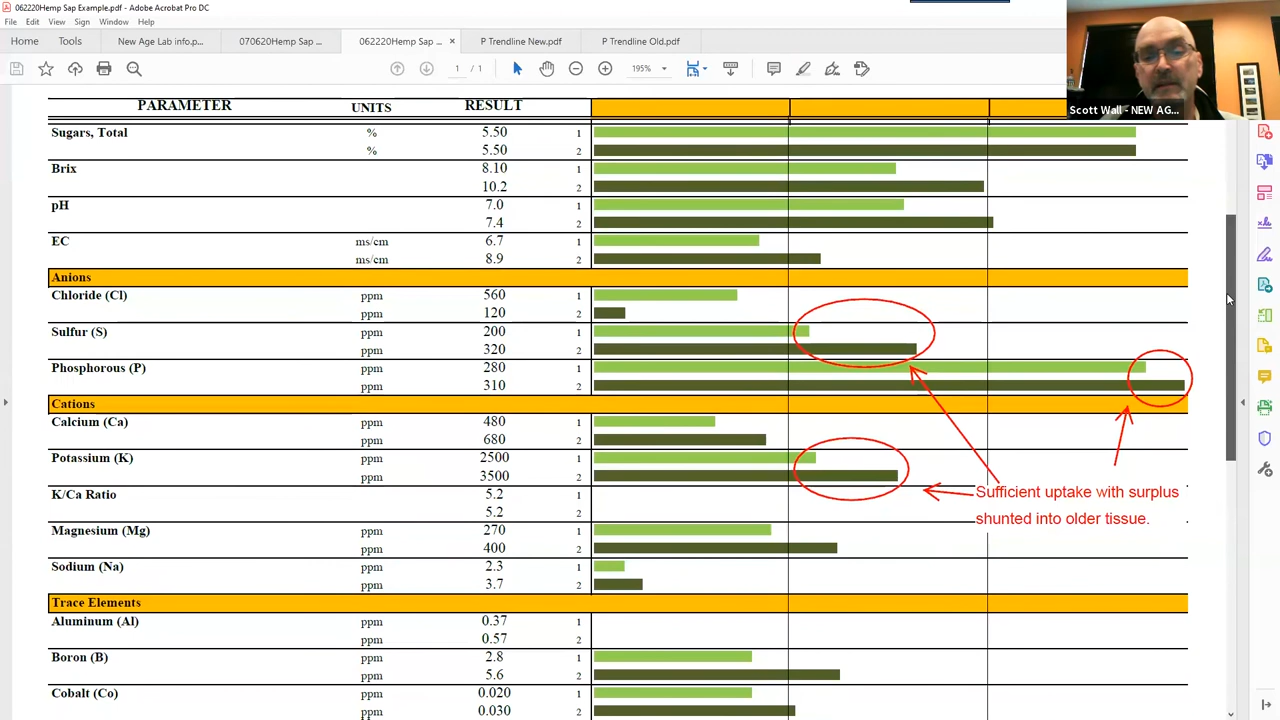 062220Hemp Sap Example.pdf - Adobe Acrobat Pro DC
File Edit View Sign Window Help
Home Tools New Age Lab info.p... 070620Hemp Sap ... 062220Hemp Sap ... × P Trendline New.pdf P Trendline Old.pdf
1 / 1 195%
Scott Wall - NEW AG...
PARAMETER UNITS RESULT
Sugars, Total % 5.50 1
% 5.50 2
Brix 8.10 1
10.2 2
pH 7.0 1
7.4 2
EC ms/cm 6.7 1
ms/cm 8.9 2
Anions
Chloride (Cl) ppm 560 1
ppm 120 2
Sulfur (S) ppm 200 1
ppm 320 2
Phosphorous (P) ppm 280 1
ppm 310 2
Cations
Calcium (Ca) ppm 480 1
ppm 680 2
Potassium (K) ppm 2500 1
ppm 3500 2
K/Ca Ratio 5.2 1
5.2 2
Sufficient uptake with surplus
shunted into older tissue.
Magnesium (Mg) ppm 270 1
ppm 400 2
Sodium (Na) ppm 2.3 1
ppm 3.7 2
Trace Elements
Aluminum (Al) ppm 0.37 1
ppm 0.57 2
Boron (B) ppm 2.8 1
ppm 5.6 2
Cobalt (Co) ppm 0.020 1
ppm 0.030 2